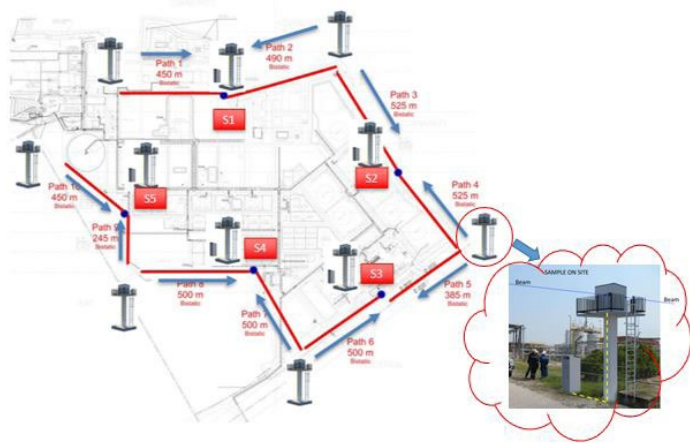 Path 1
450 m
Bistatic
Path 2
490 m
Bistatic
Path 3
525 m
Bistatic
S1
S2
Path 4
525 m
Bistatic
Path 10
450 m
Bistatic
S5
Path 9
245 m
Bistatic
S4
S3
Path 5
385 m
Bistatic
Path 8
500 m
Bistatic
Path 7
500 m
Bistatic
Path 6
500 m
Bistatic
SAMPLE ON SITE
Beam
Beam